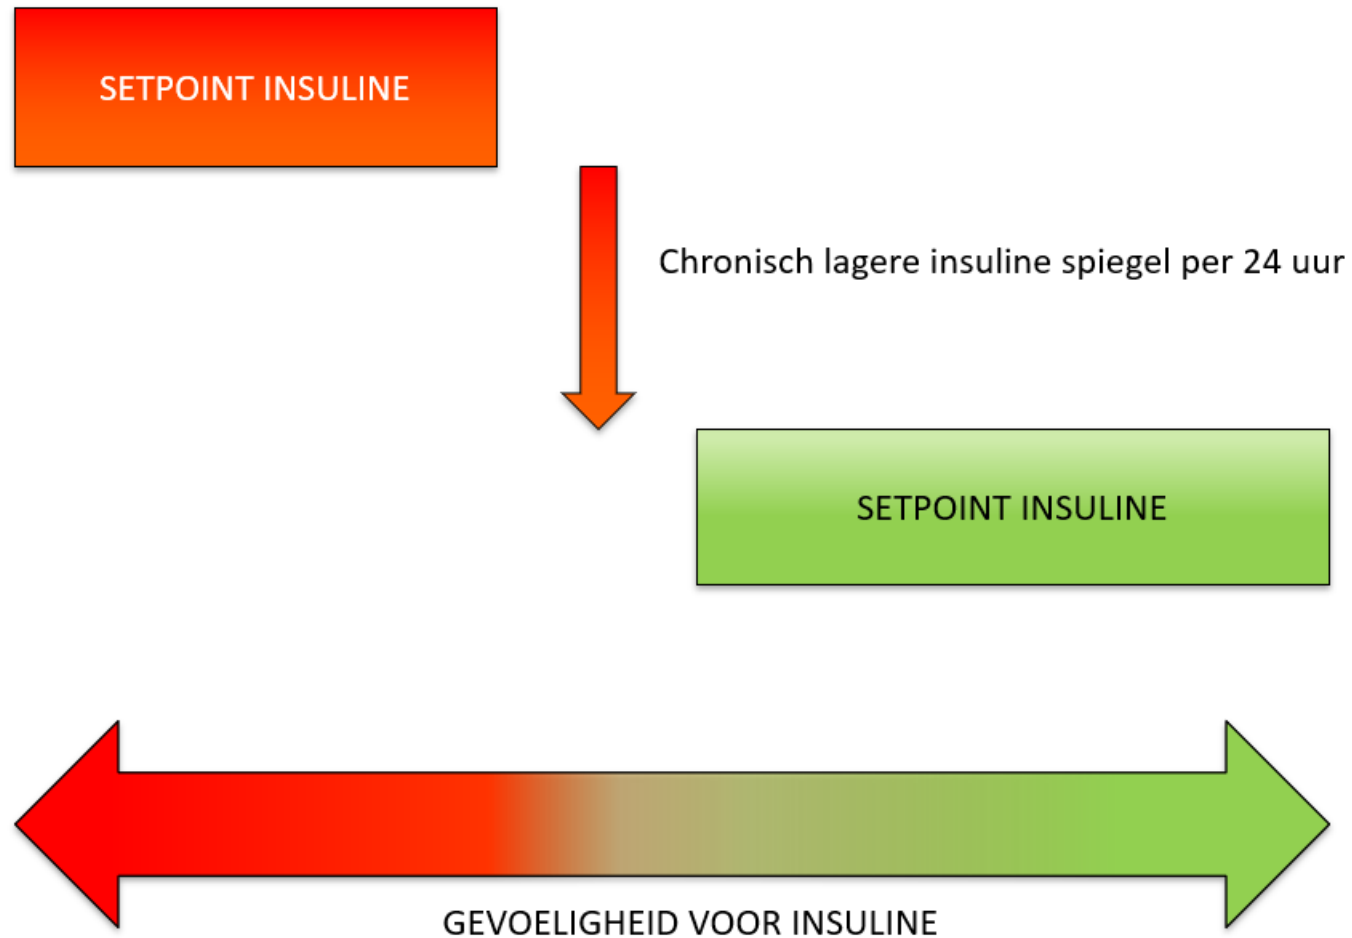 SETPOINT INSULINE
Chronisch lagere insuline spiegel per 24 uur
SETPOINT INSULINE
GEVOELIGHEID VOOR INSULINE